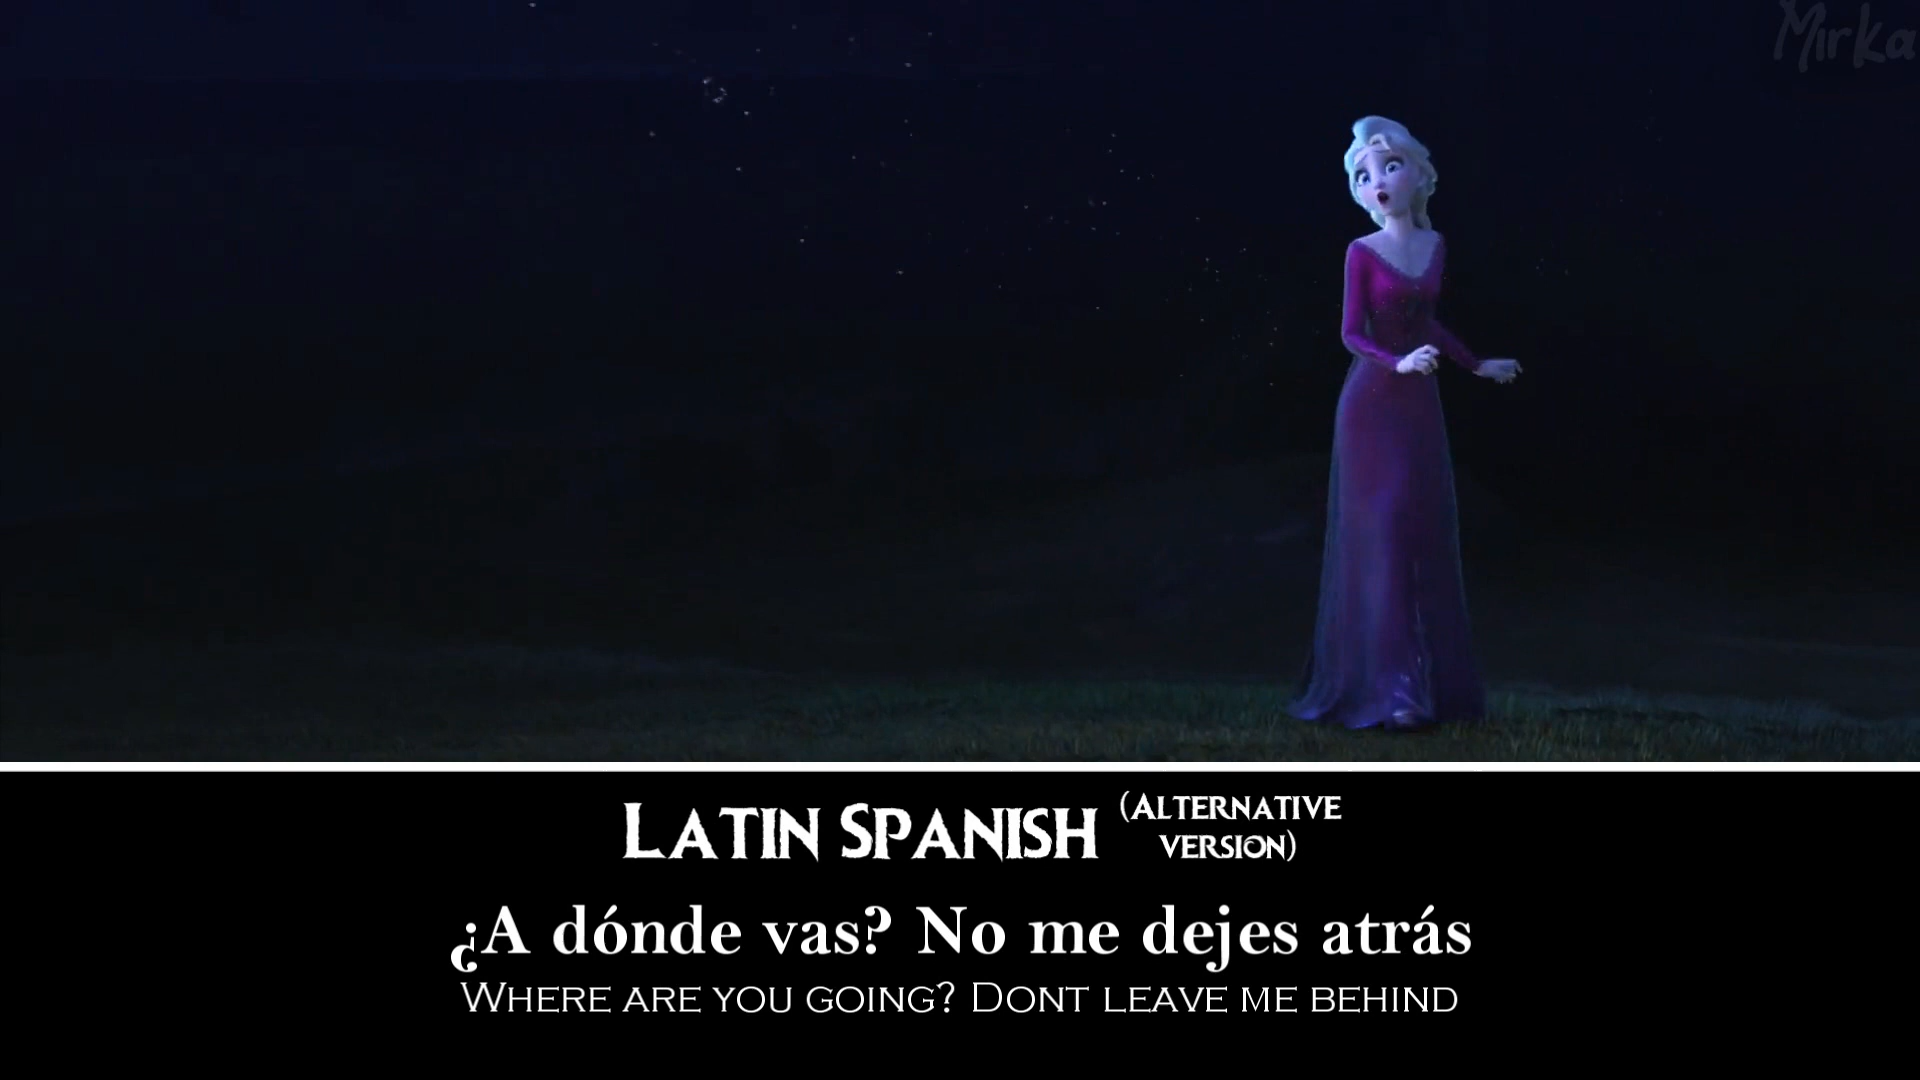 Mirka
LATIN SPANISH (ALTERNATIVE
VERSION)
¿A dónde vas? No me dejes atrás
WHERE ARE YOU GOING? DONT LEAVE ME BEHIND